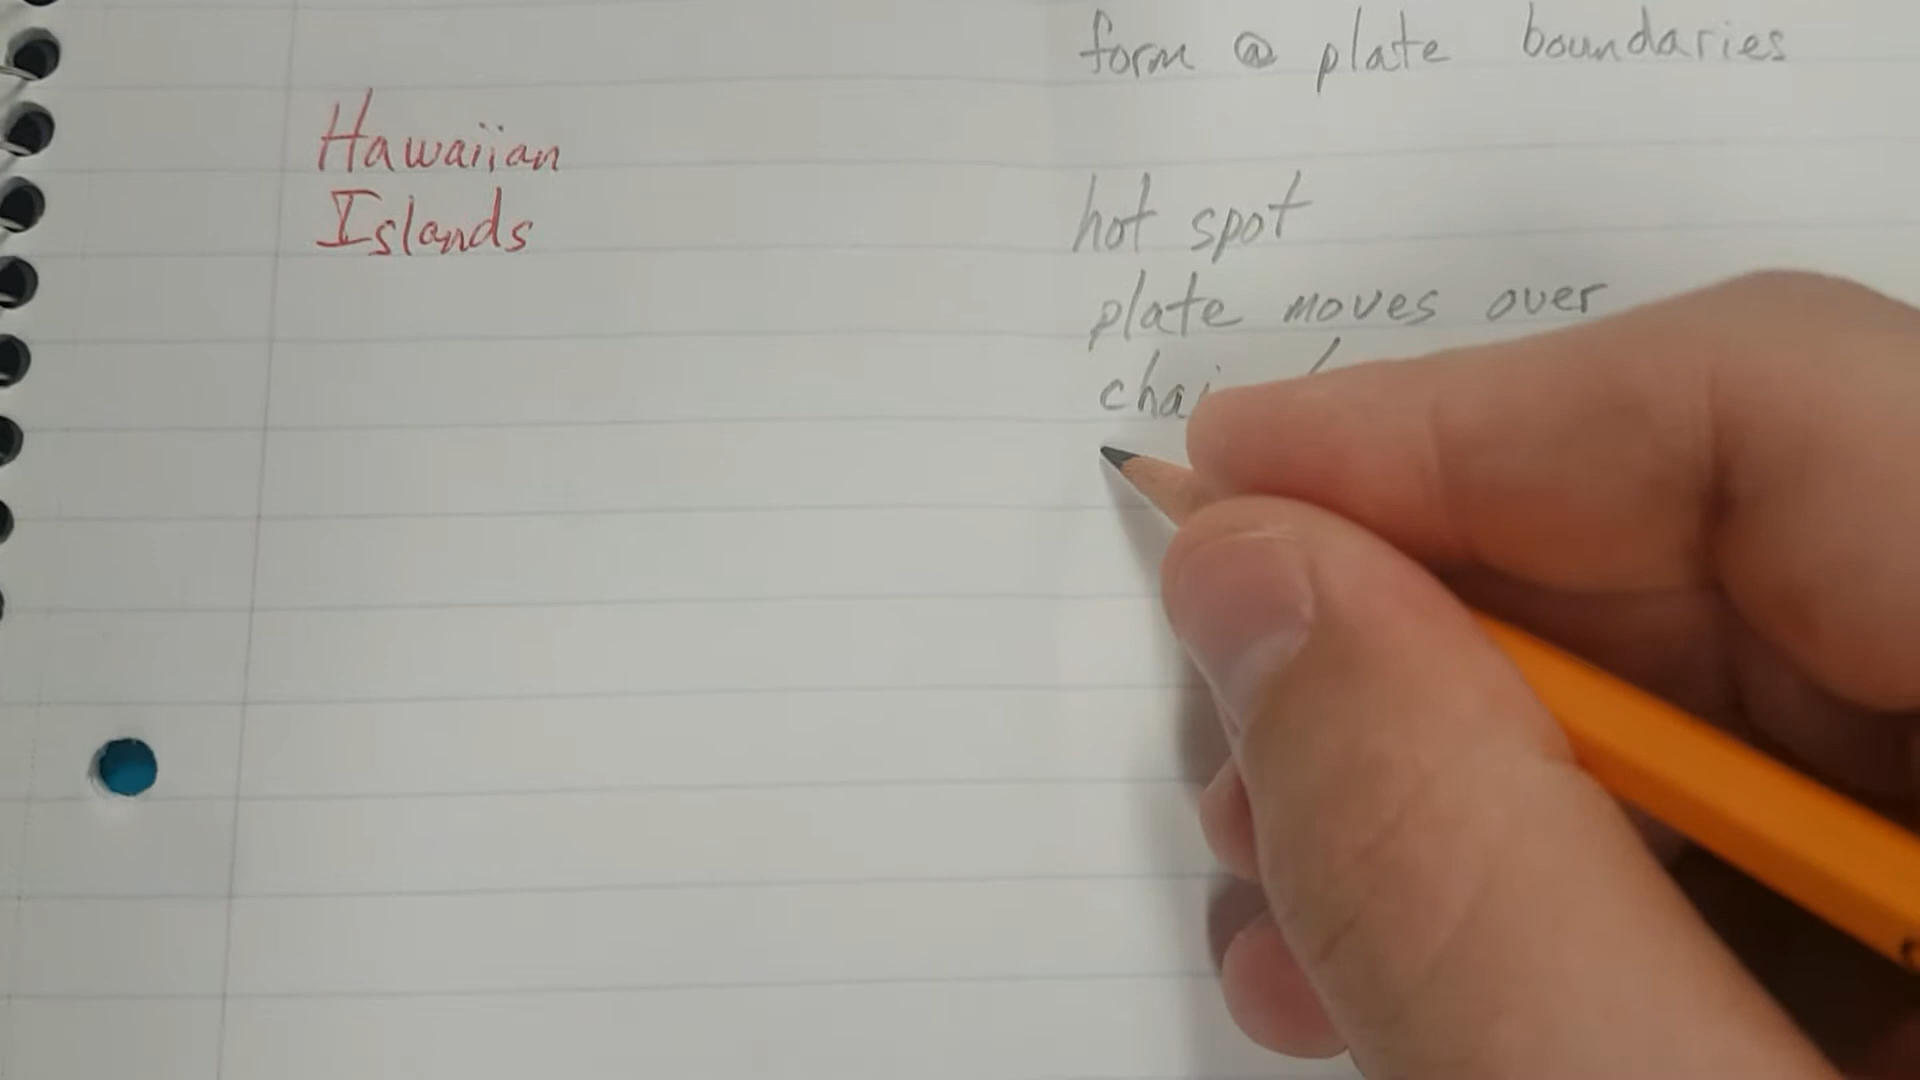 form @ plate boundaries
Hawaiian
Islands
hot spot
plate moves over